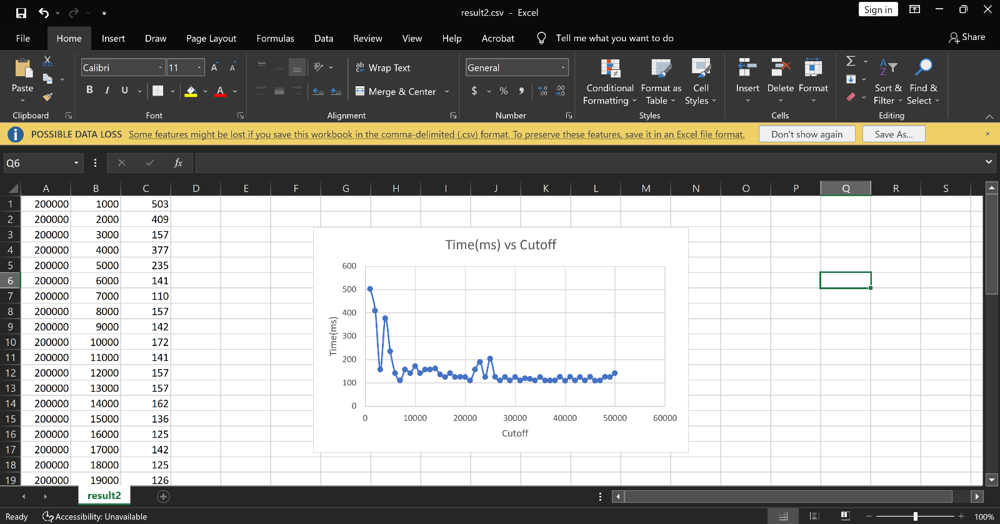 result2.csv - Excel
Sign in
File Home Insert Draw Page Layout Formulas Data Review View Help Acrobat Tell me what you want to do Share
Paste
Clipboard
Calibri 11
B I U A
Font
Wrap Text
Merge & Center
Alignment
General
$ % 9
Number
Conditional Formatting
Format as Table
Cell Styles
Styles
Insert Delete Format
Cells
Sort & Filter
Find & Select
Editing
POSSIBLE DATA LOSS Some features might be lost if you save this workbook in the comma-delimited (.csv) format. To preserve these features, save it in an Excel file format. Don't show again Save As...
Q6 fx
A B C D E F G H I J K L M N O P Q R S
1 200000 1000 503
2 200000 2000 409
3 200000 3000 157
4 200000 4000 377
5 200000 5000 235
6 200000 6000 141
7 200000 7000 110
8 200000 8000 157
9 200000 9000 142
10 200000 10000 172
11 200000 11000 141
12 200000 12000 157
13 200000 13000 157
14 200000 14000 162
15 200000 15000 136
16 200000 16000 125
17 200000 17000 142
18 200000 18000 125
19 200000 19000 126
Time(ms) vs Cutoff
600
500
400
300
200
100
0
Time(ms)
0 10000 20000 30000 40000 50000 60000
Cutoff
result2
Ready Accessibility: Unavailable 100%